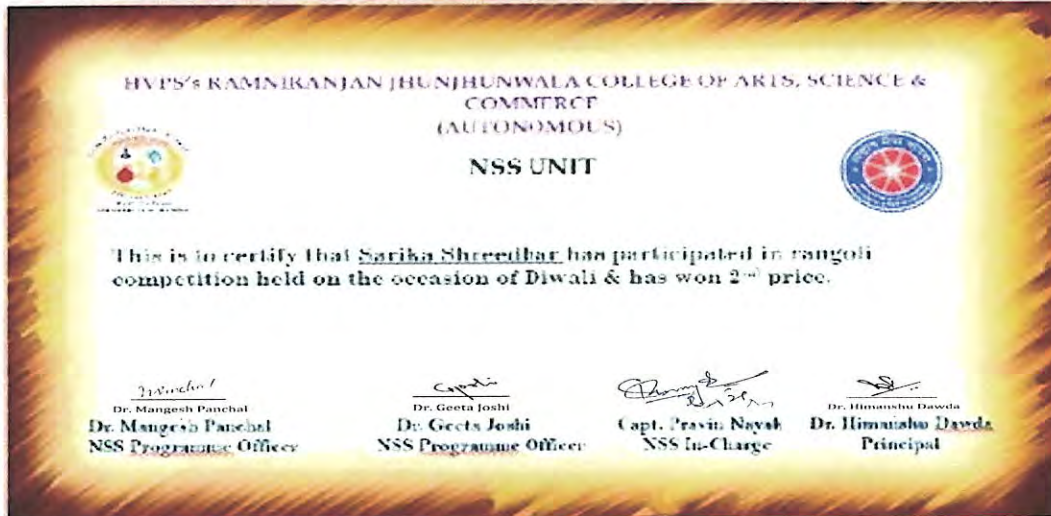 HVPS's RAMNIRANJAN JHUNJHUNWALA COLLEGE OF ARTS, SCIENCE &
COMMERCE
(AUTONOMOUS)
NSS UNIT
This is to certify that Sarika Shreedhar has participated in rangoli
competition held on the occasion of Diwali & has won 2nd price.
Dr. Mangesh Panchal
Dr. Geeta Joshi
Dr. Himanshu Dawda
Dr. Mangesh Panchal
Dr. Geeta Joshi
Capt. Pravin Nayak
Dr. Himanshu Dawda
NSS Programme Officer
NSS Programme Officer
NSS In-Charge
Principal